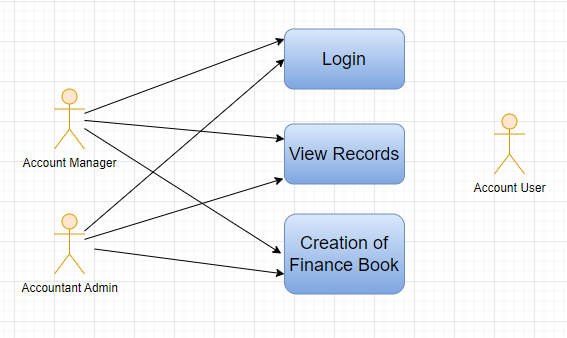 Login
Account Manager
View Records
Account User
Creation of
Finance Book
Accountant Admin